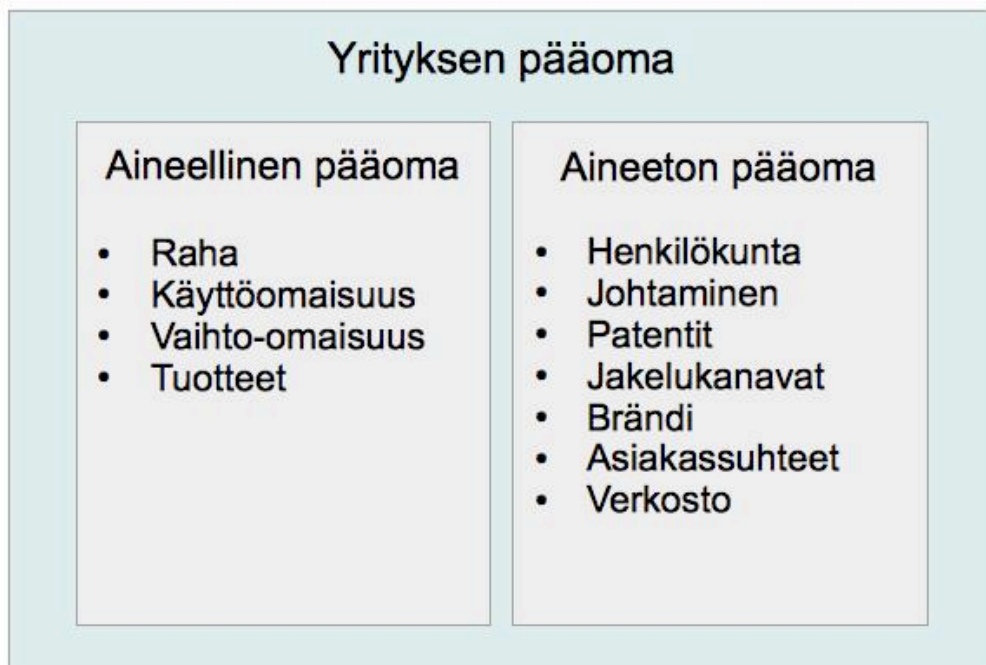 Yrityksen pääoma
Aineellinen pääoma
• Raha
• Käyttöomaisuus
• Vaihto-omaisuus
• Tuotteet
Aineeton pääoma
• Henkilökunta
• Johtaminen
• Patentit
• Jakelukanavat
• Brändi
• Asiakassuhteet
• Verkosto